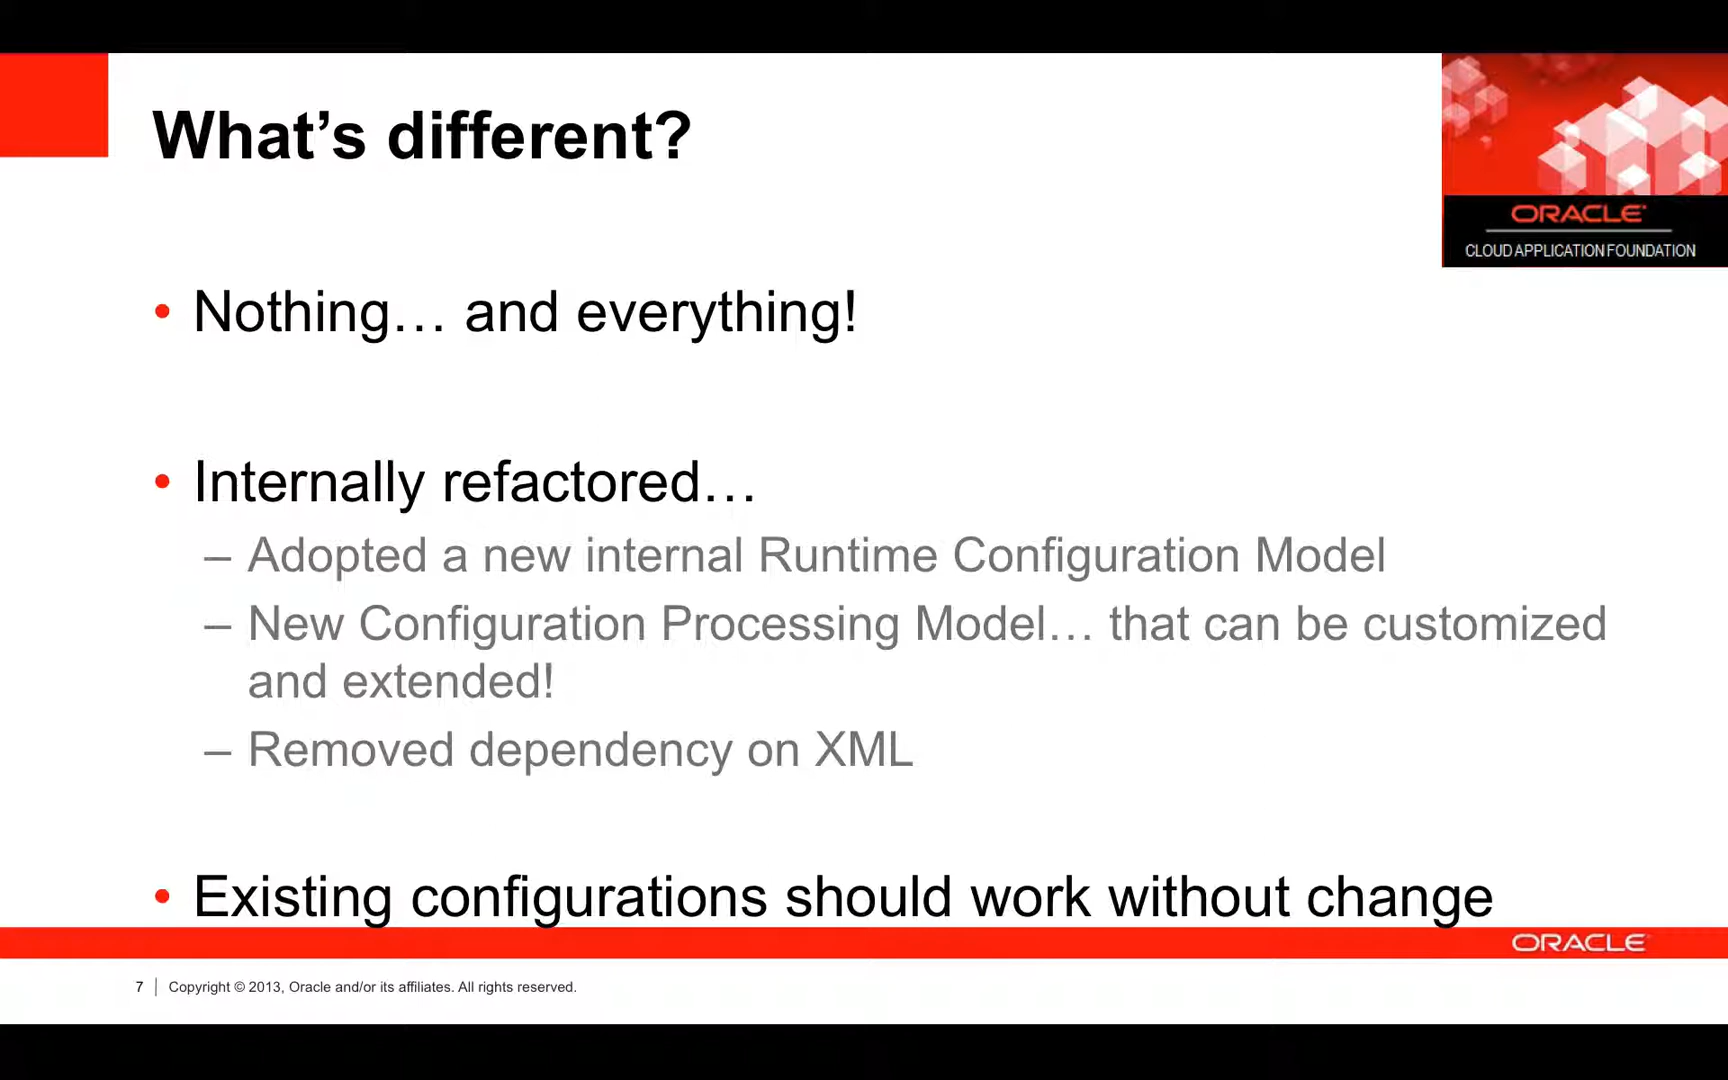 What’s different?
ORACLE
CLOUD APPLICATION FOUNDATION
• Nothing… and everything!
• Internally refactored…
– Adopted a new internal Runtime Configuration Model
– New Configuration Processing Model… that can be customized
and extended!
– Removed dependency on XML
• Existing configurations should work without change
ORACLE
7 | Copyright © 2013, Oracle and/or its affiliates. All rights reserved.